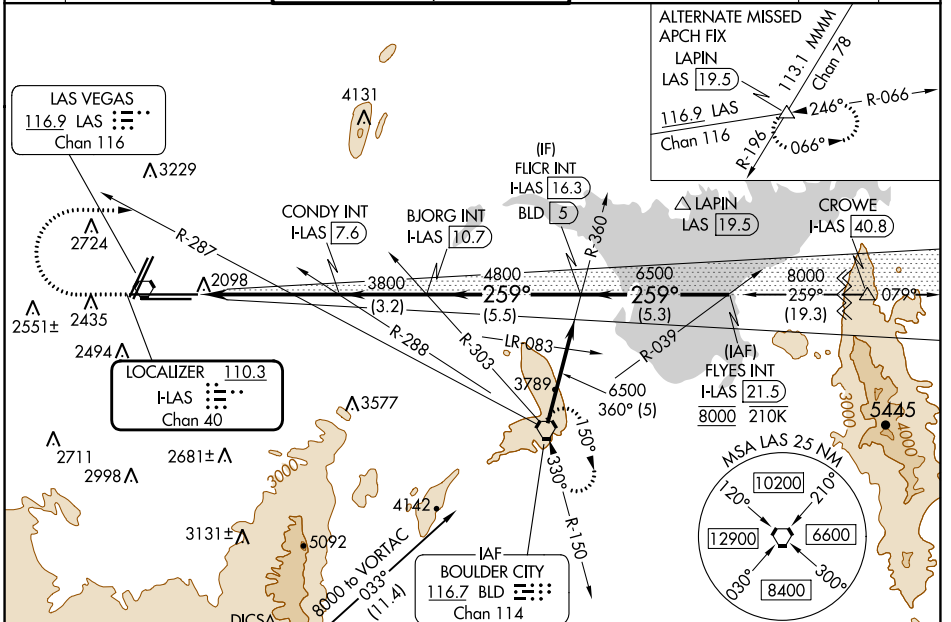 ALTERNATE MISSED
APCH FIX
LAPIN
LAS 19.5
113.1 MMM
Chan 78
116.9 LAS
Chan 116
246°
R-066
066°
R-196
LAS VEGAS
116.9 LAS
Chan 116
4131
3229
(IF)
FLICR INT
I-LAS 16.3
BLD 5
R-360
LAPIN
LAS 19.5
CROWE
I-LAS 40.8
CONDY INT
I-LAS 7.6
BJORG INT
I-LAS 10.7
2724
R-287
2098
3800
4800
6500
8000
259°
259°
259°
079°
(3.2)
(5.5)
(5.3)
(19.3)
2551±
2435
2494
R-288
R-303
LR-083
R-039
(IAF)
FLYES INT
I-LAS 21.5
8000 210K
LOCALIZER 110.3
I-LAS
Chan 40
3789
6500
360° (5)
3577
3000
5445
4000
2711
2998
2681±
3000
150°
330°
R-150
MSA LAS 25 NM
120°
10200
210°
12900
6600
030°
8400
300°
3131±
5092
4142
8000 to VORTAC
033°
(11.4)
IAF
BOULDER CITY
116.7 BLD
Chan 114
DICSA